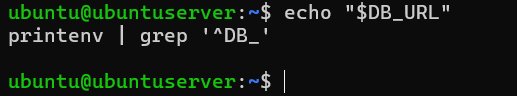 ubuntu@ubuntuserver:~$ echo "$DB_URL"
printenv | grep '^DB_'
ubuntu@ubuntuserver:~$